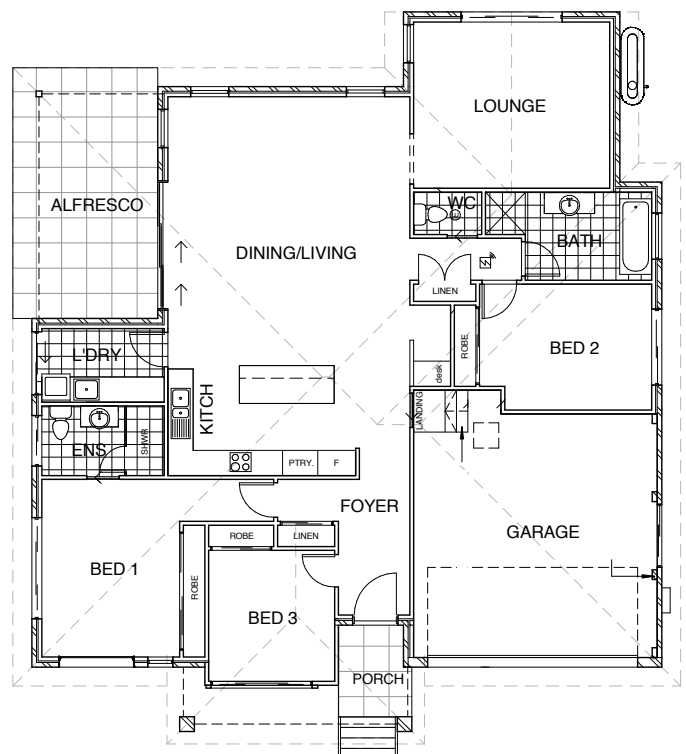 LOUNGE
ALFRESCO
WC
BATH
DINING/LIVING
LINEN
L'DRY
KITCH
desk
ROBE
BED 2
LANDING
ENS
SHWR
PTRY.
F
FOYER
GARAGE
ROBE
LINEN
BED 1
ROBE
BED 3
PORCH